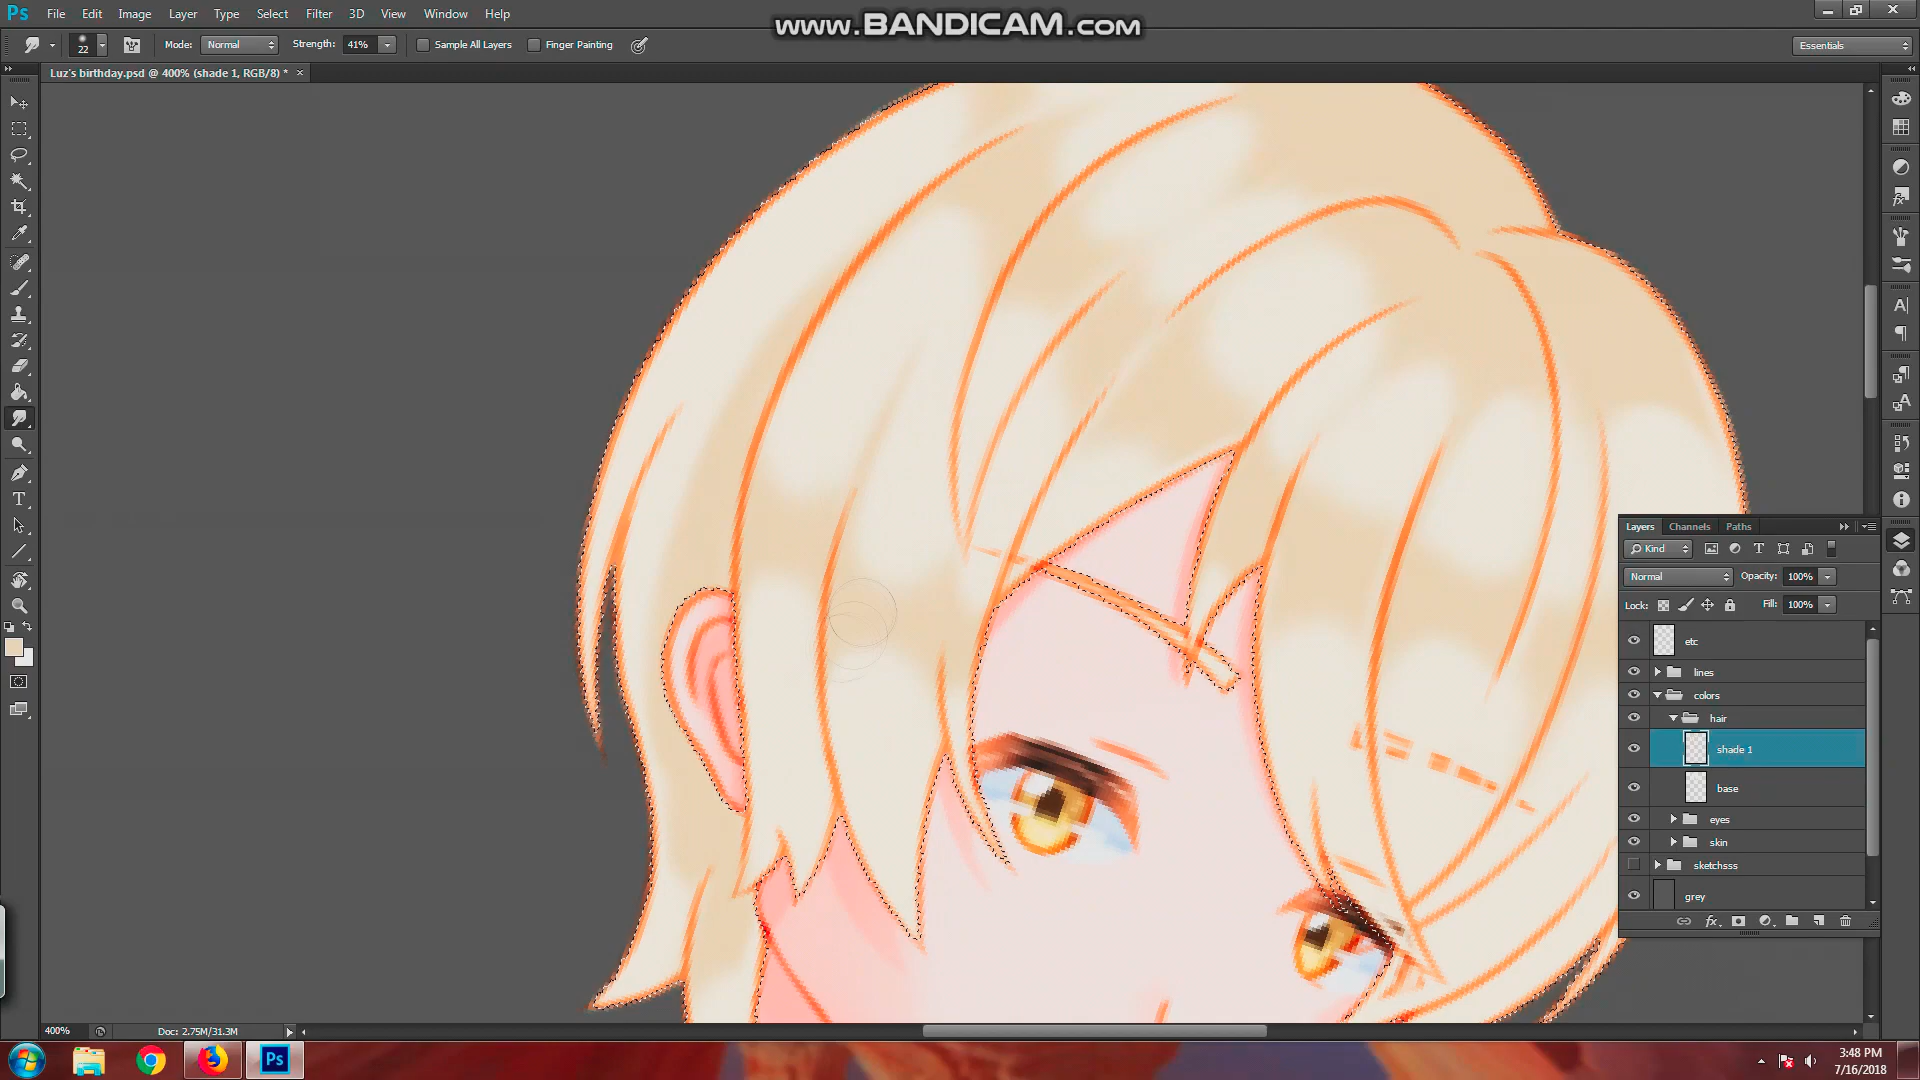 Ps File Edit Image Layer Type Select Filter 3D View Window Help
www.BANDICAM.com
22 Mode: Normal Strength: 41% Sample All Layers Finger Painting Essentials
Luz's birthday.psd @ 400% (shade 1, RGB/8) * ×
Layers Channels Paths
Kind
Normal Opacity: 100%
Lock: Fill: 100%
etc
lines
colors
hair
shade 1
base
eyes
skin
sketchsss
grey
400% Doc: 2.75M/31.3M
Ps
3:48 PM
7/16/2018